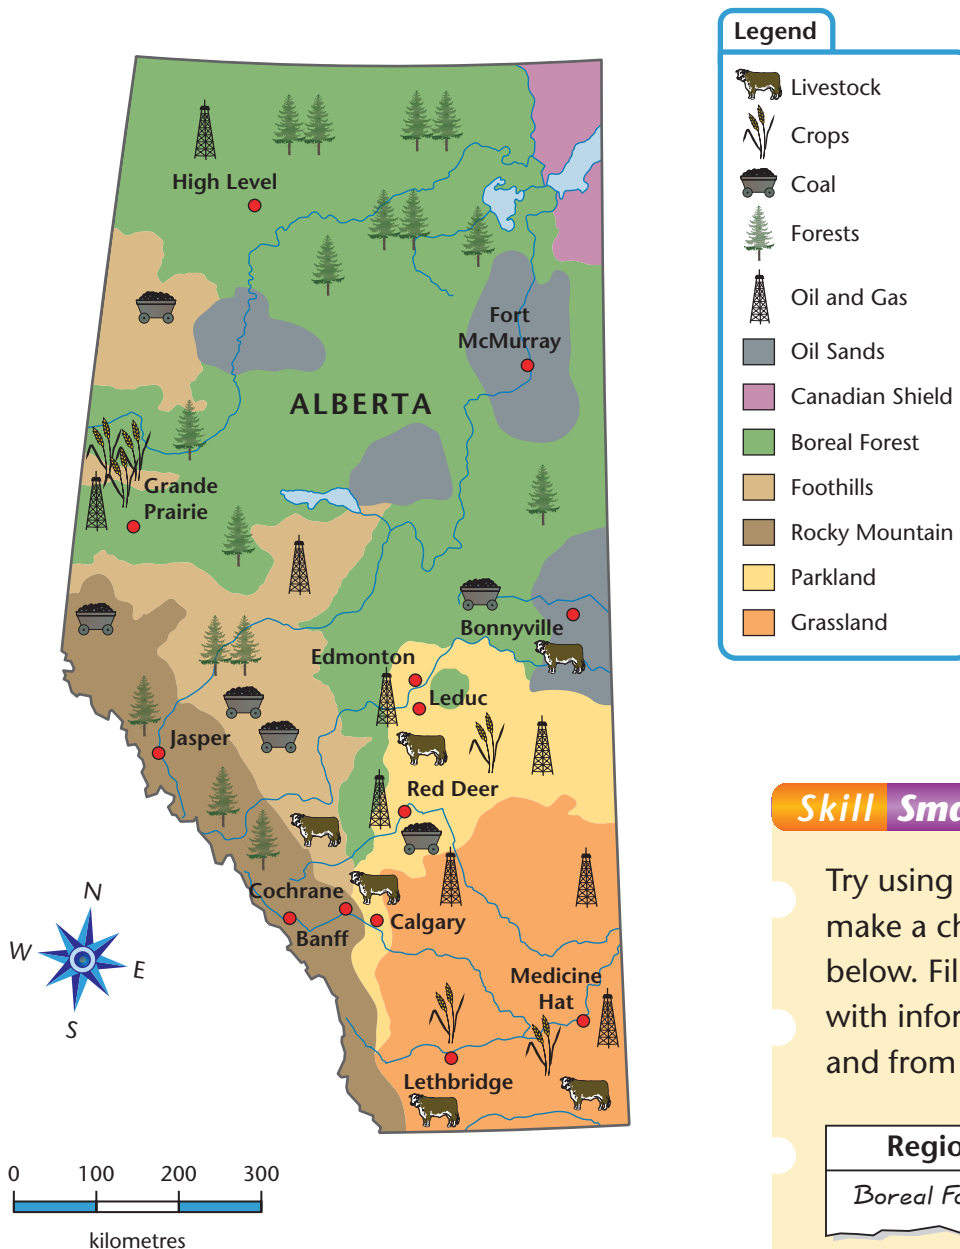 Legend
Livestock
Crops
Coal
Forests
Oil and Gas
Oil Sands
Canadian Shield
Boreal Forest
Foothills
Rocky Mountain
Parkland
Grassland
High Level
Fort
McMurray
ALBERTA
Grande
Prairie
Bonnyville
Edmonton
Leduc
Jasper
Red Deer
Cochrane
Banff
Calgary
Medicine
Hat
Lethbridge
N
W
E
S
0 100 200 300
kilometres
Skill Sma
Try using
make a ch
below. Fil
with infor
and from
Regio
Boreal Fo